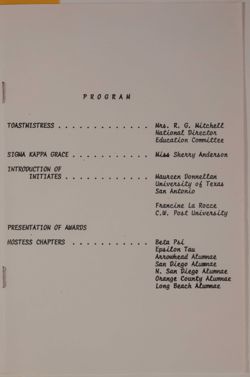 PROGRAM
TOASTMISTRESS . . . . . . . . . . . . . Mrs. R. G. Mitchell
National Director
Education Committee
SIGMA KAPPA GRACE . . . . . . . . . . . . Miss Sherry Anderson
INTRODUCTION OF
INITIATES . . . . . . . . . . . . Maureen Donnellan
University of Texas
San Antonio
Francine La Rocce
C.W. Post University
PRESENTATION OF AWARDS
HOSTESS CHAPTERS . . . . . . . . . . . Beta Psi
Epsilon Tau
Arrowhead Alumnae
San Diego Alumnae
N. San Diego Alumnae
Orange County Alumnae
Long Beach Alumnae